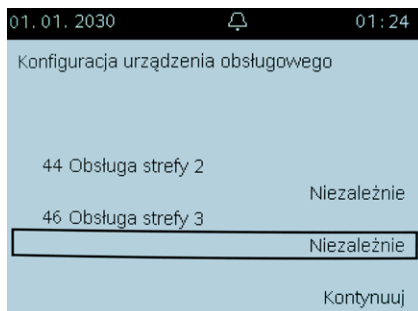 01.01.2030 01:24
Konfiguracja urządzenia obsługowego
44 Obsługa strefy 2
Niezależnie
46 Obsługa strefy 3
Niezależnie
Kontynuuj